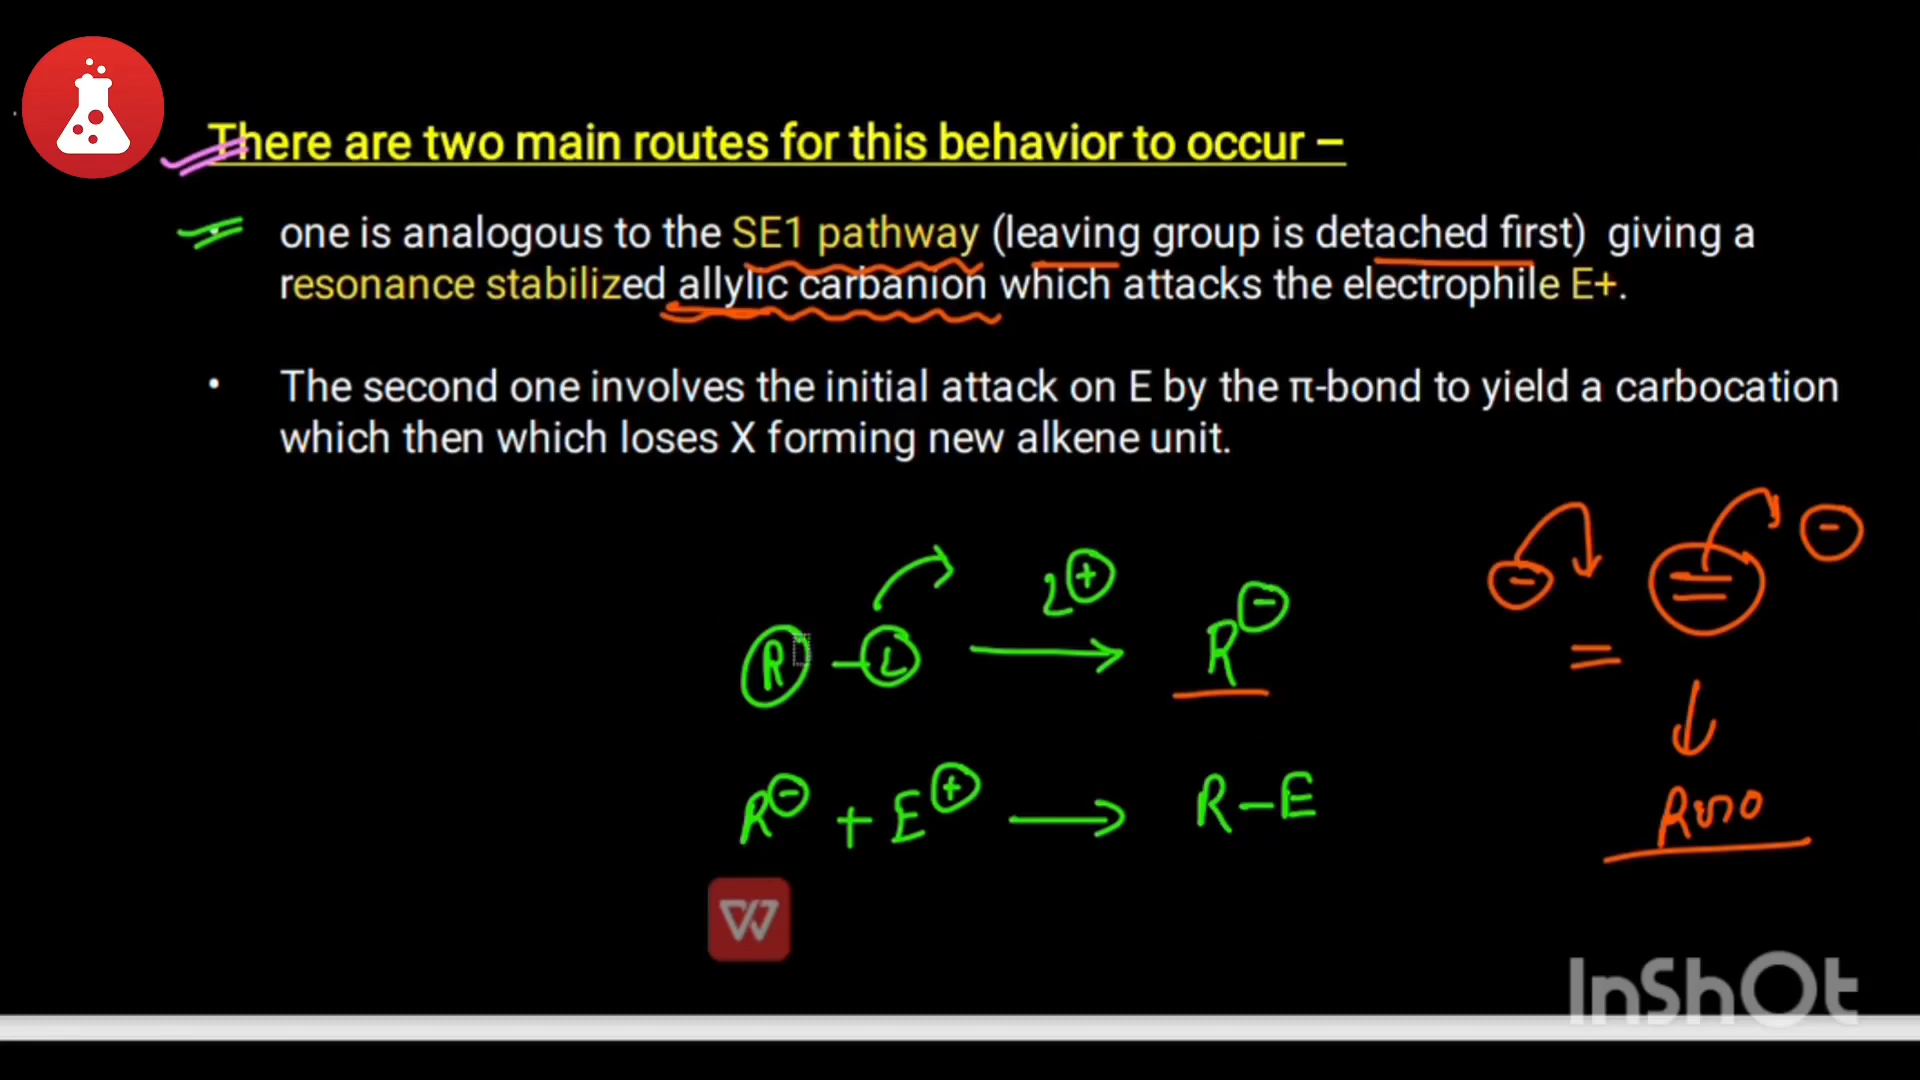 There are two main routes for this behavior to occur –
one is analogous to the SE1 pathway (leaving group is detached first) giving a
resonance stabilized allylic carbanion which attacks the electrophile E+.
• The second one involves the initial attack on E by the π-bond to yield a carbocation
which then which loses X forming new alkene unit.
R – L ⟶ L⊕ R⊖
R⊖ + E⊕ ⟶ R – E
W
InShOt